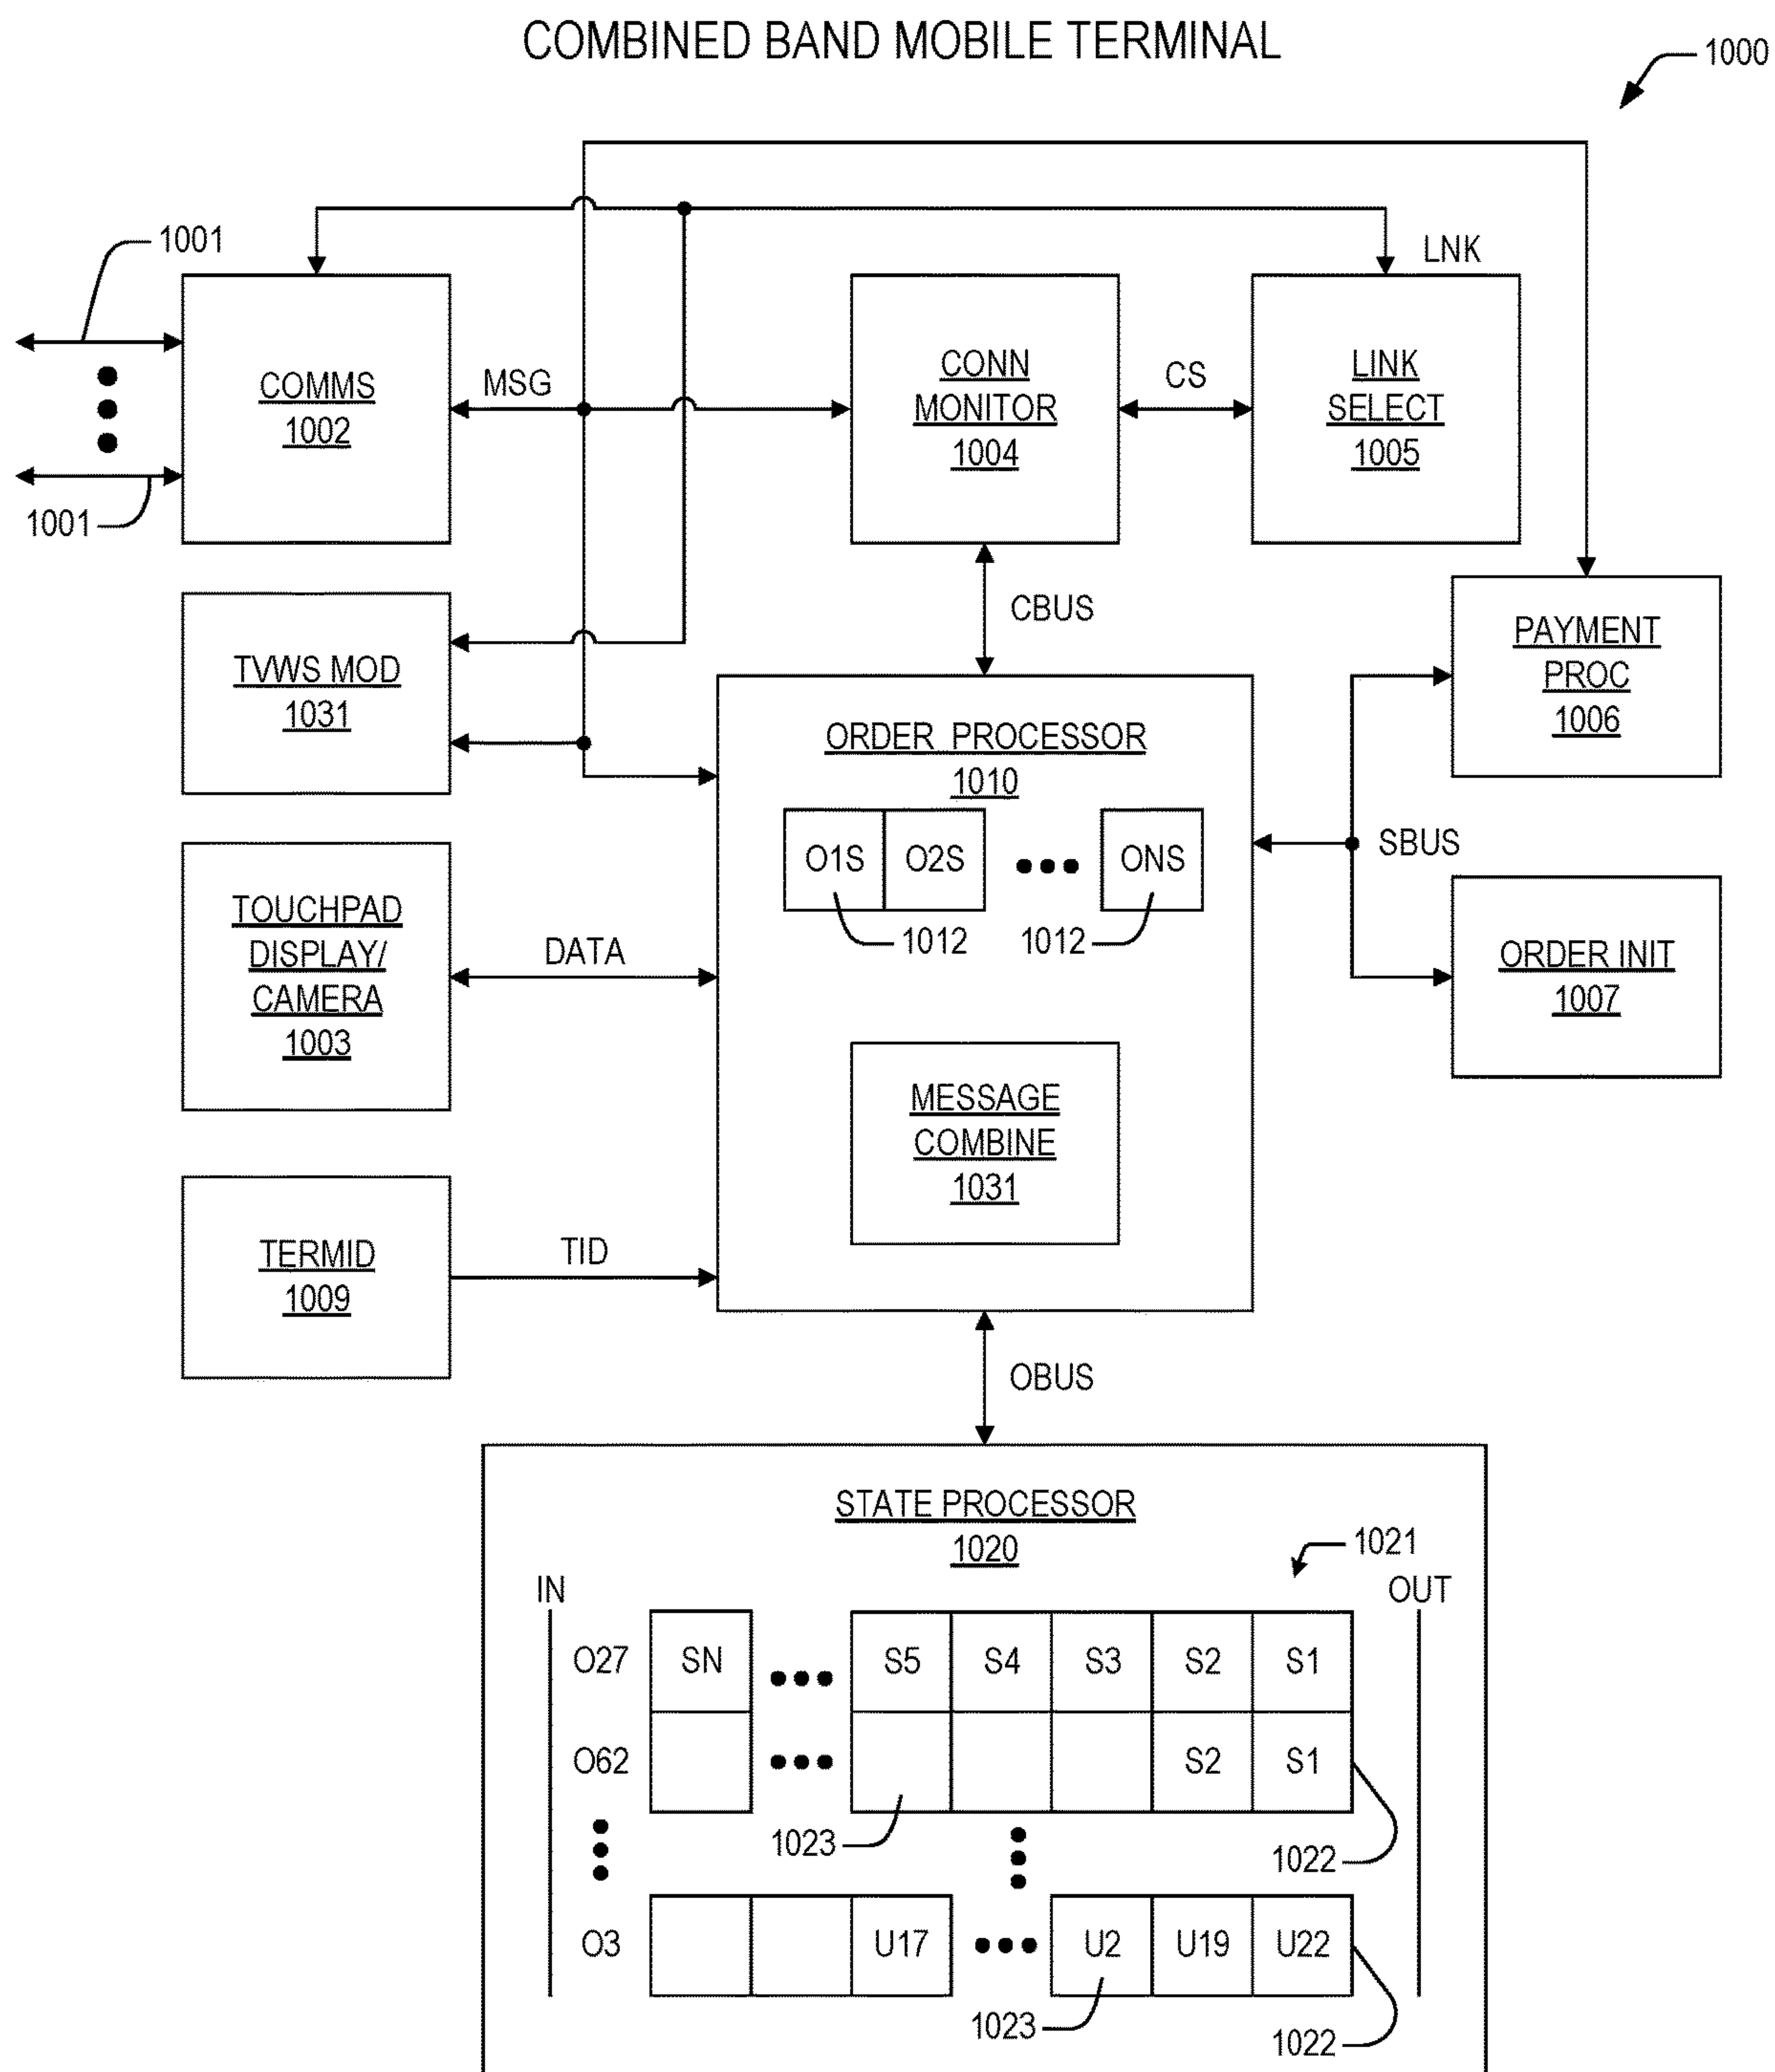 COMBINED BAND MOBILE TERMINAL
1000
1001
LNK
COMMS
1002
MSG
CONN
MONITOR
1004
CS
LINK
SELECT
1005
1001
CBUS
TVWS MOD
1031
PAYMENT
PROC
1006
ORDER PROCESSOR
1010
O1S
O2S
ONS
1012
1012
SBUS
TOUCHPAD
DISPLAY/
CAMERA
1003
DATA
ORDER INIT
1007
MESSAGE
COMBINE
1031
TERMID
1009
TID
OBUS
STATE PROCESSOR
1020
1021
IN
OUT
O27 SN S5 S4 S3 S2 S1
O62 S2 S1
1023
1022
O3 U17 U2 U19 U22
1023
1022